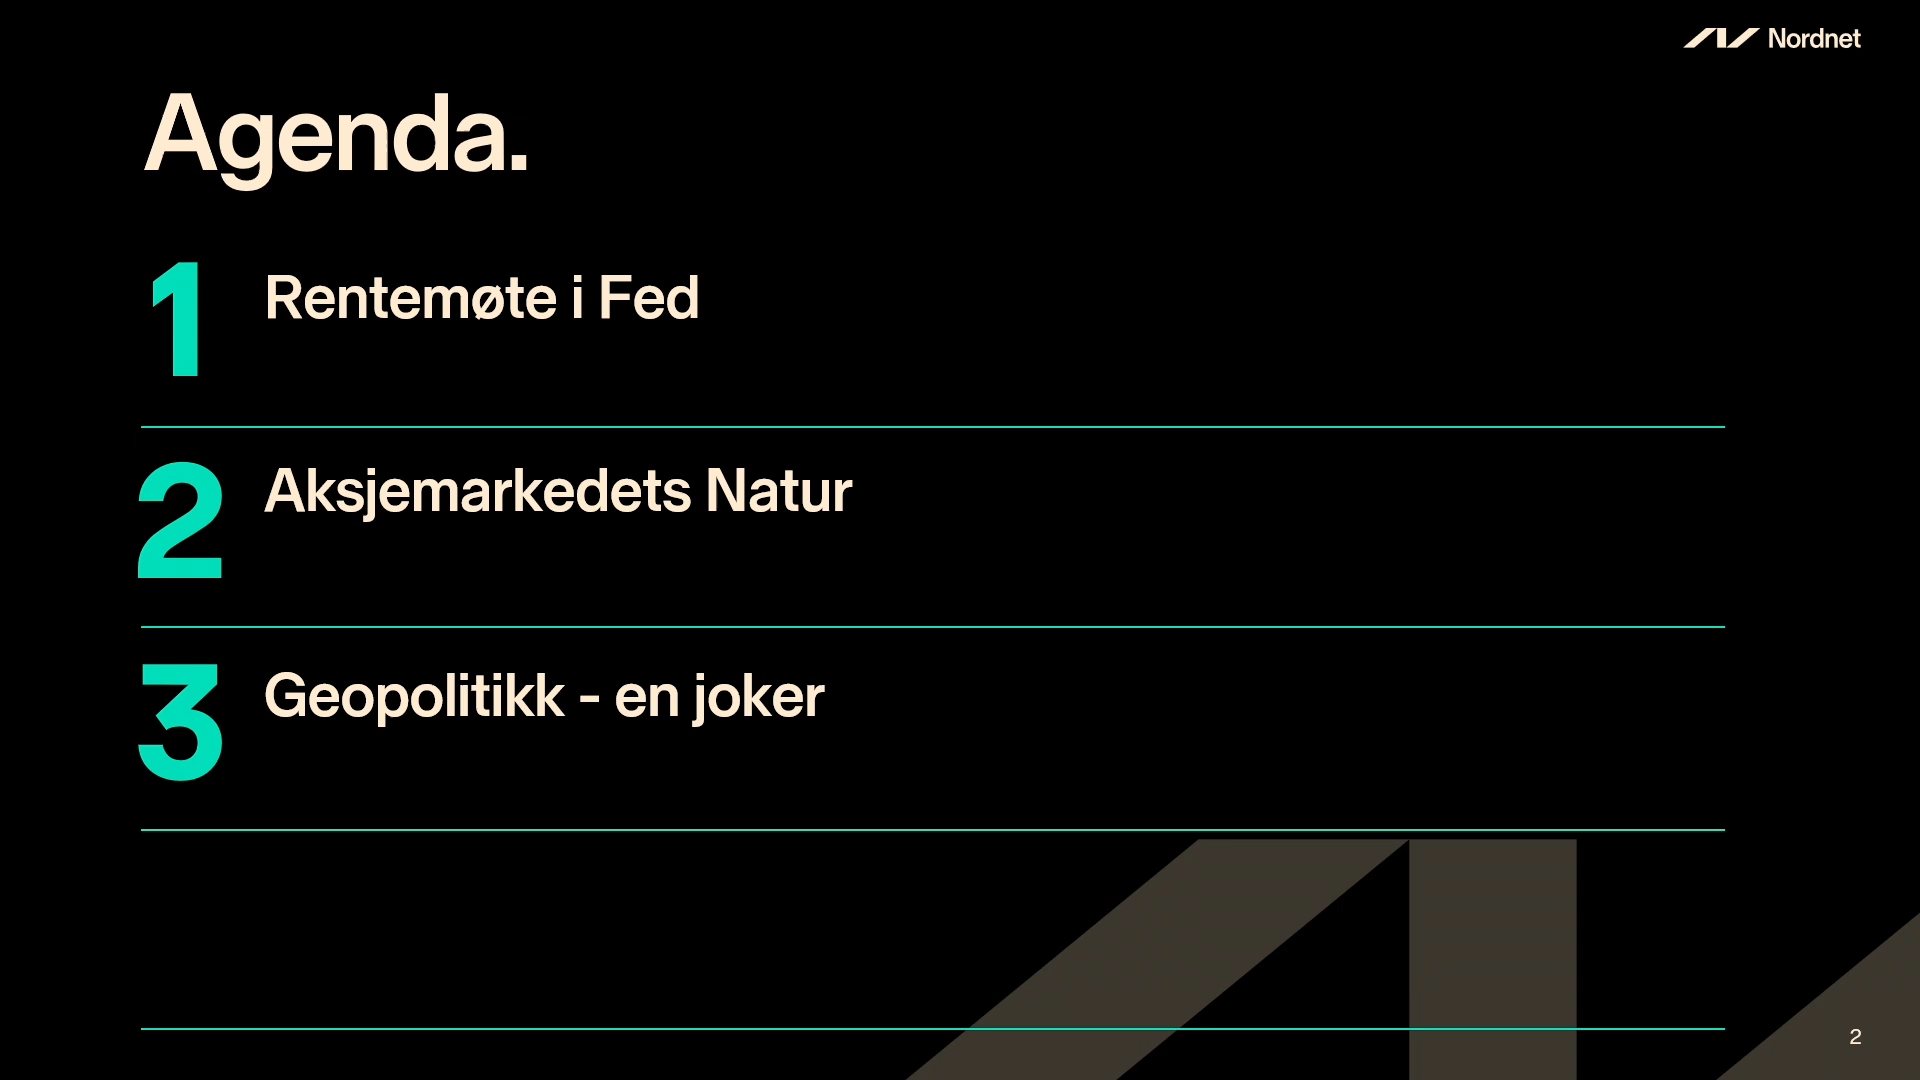 Nordnet
Agenda.
1 Rentemøte i Fed
2 Aksjemarkedets Natur
3 Geopolitikk - en joker
2